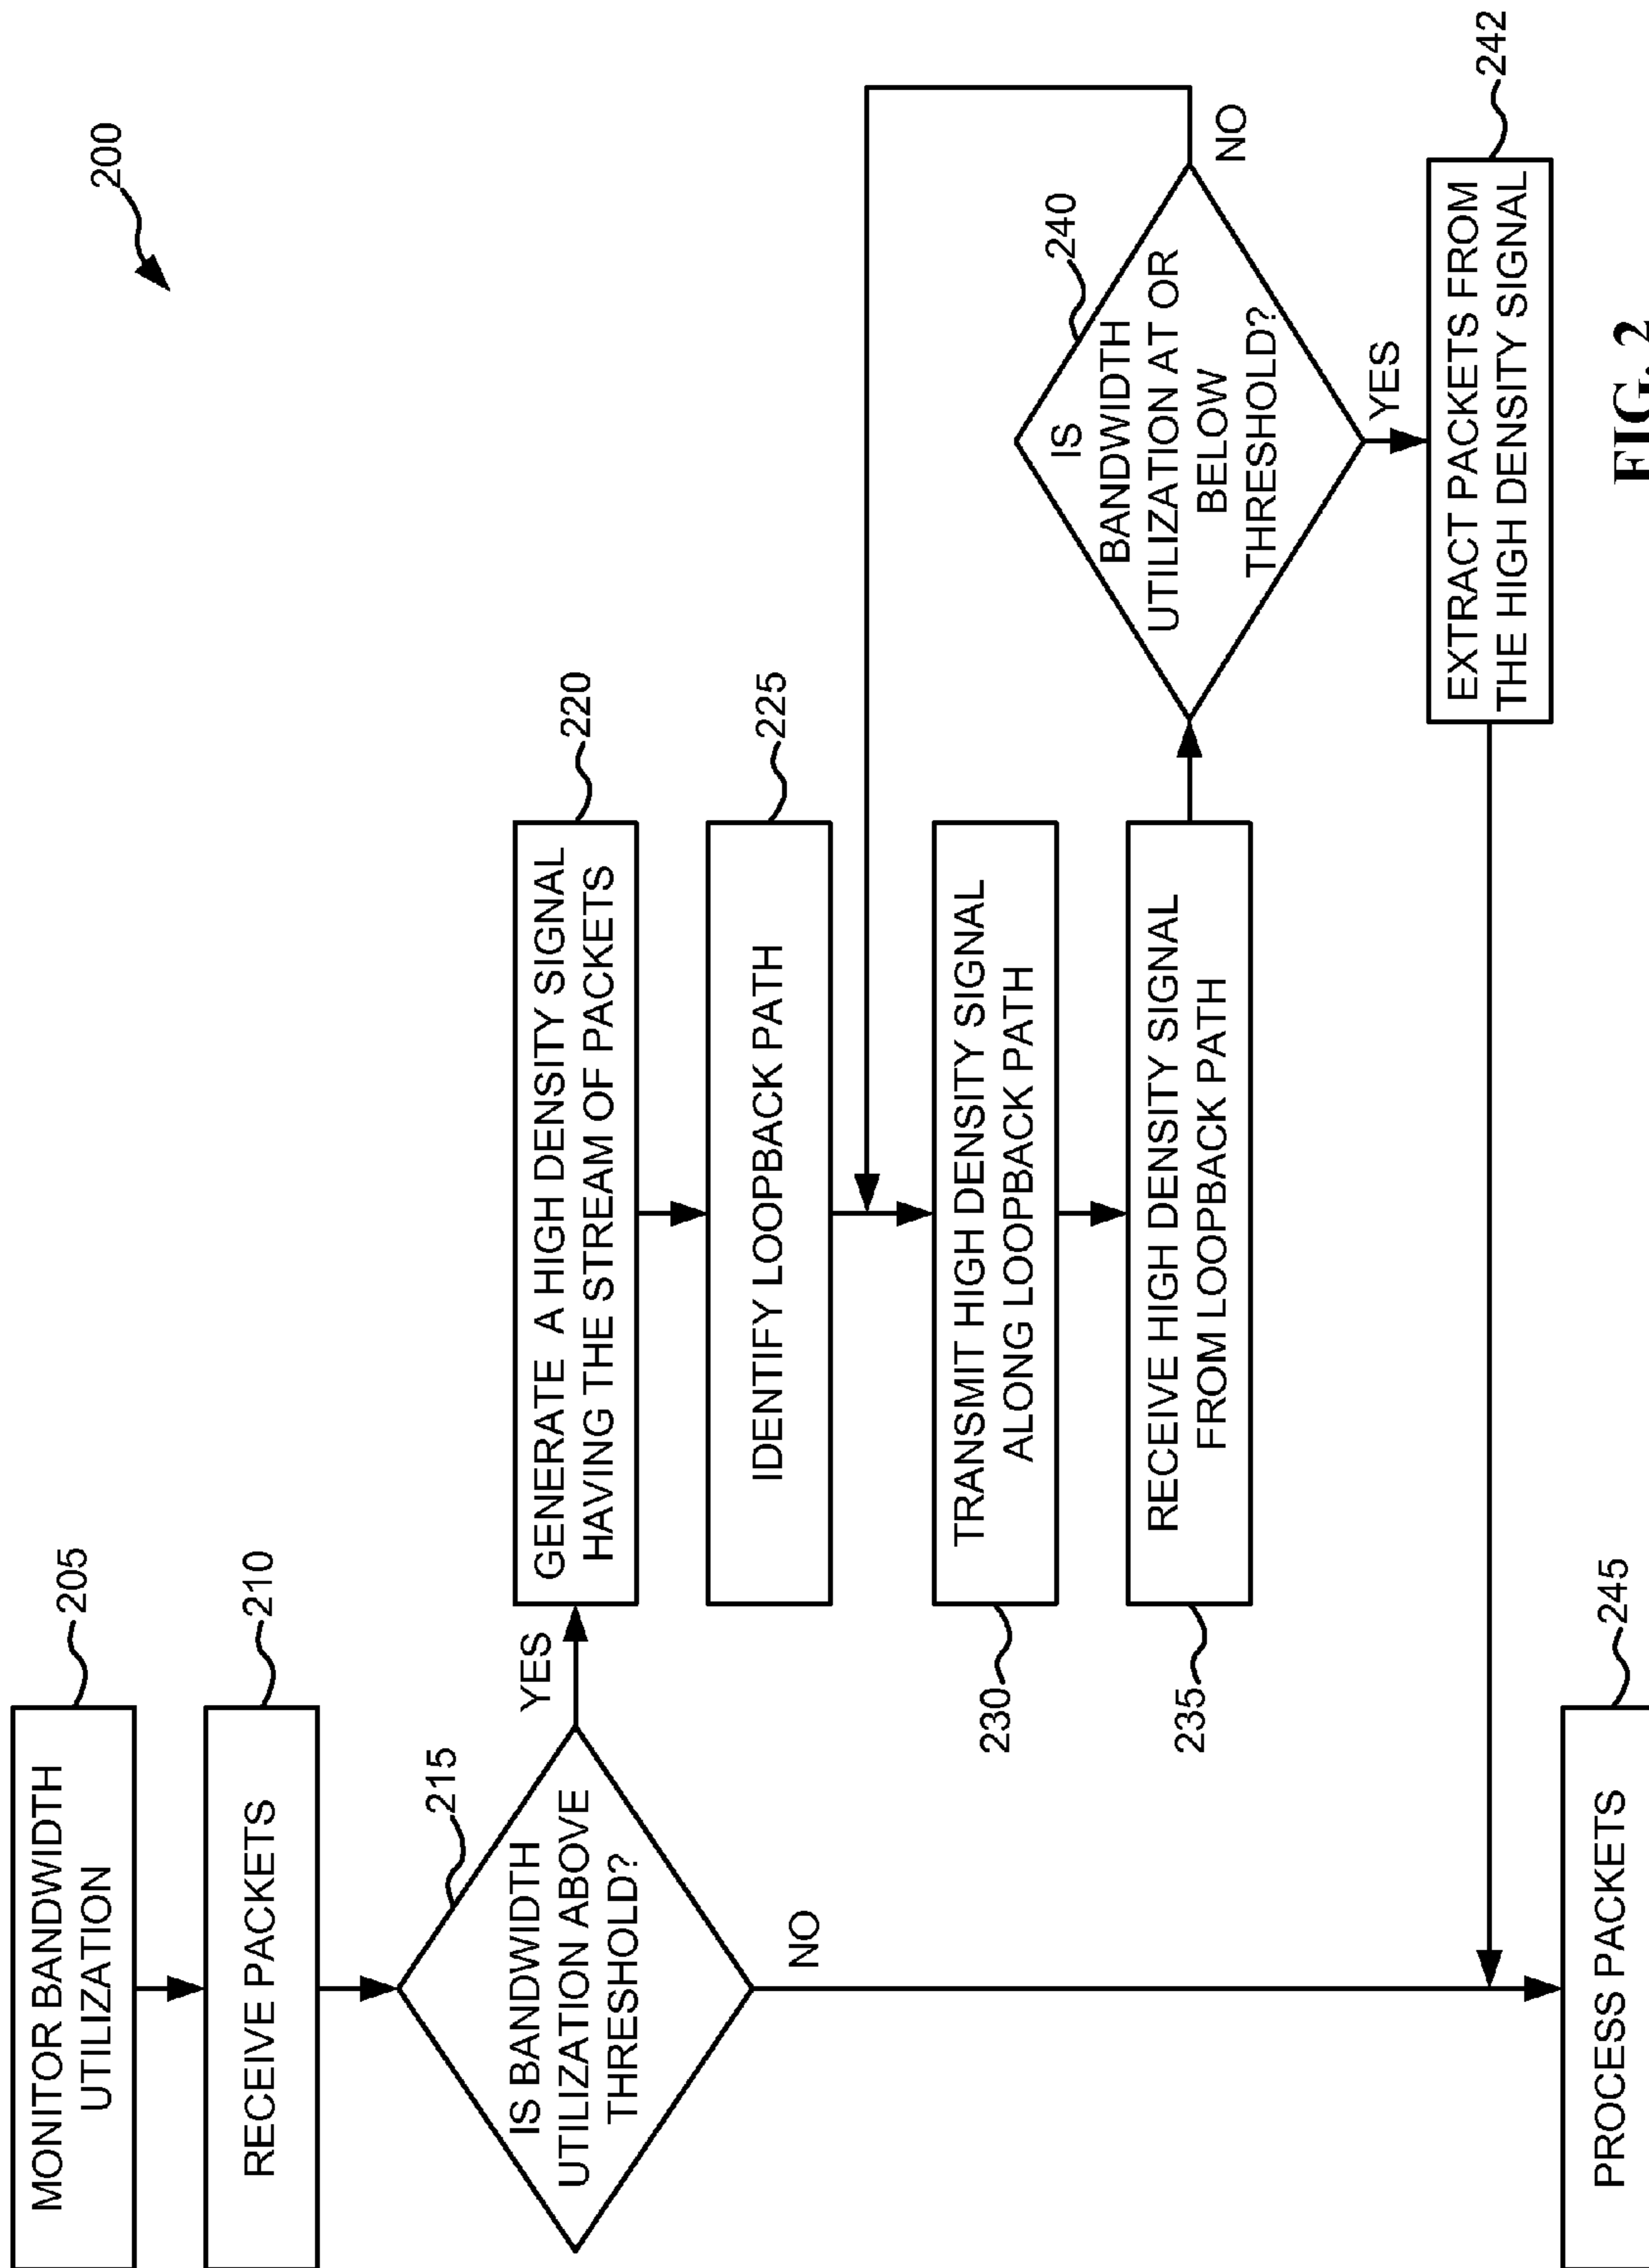 200
MONITOR BANDWIDTH
UTILIZATION
205
RECEIVE PACKETS
210
IS BANDWIDTH
UTILIZATION ABOVE
THRESHOLD?
215
YES
NO
GENERATE A HIGH DENSITY SIGNAL
HAVING THE STREAM OF PACKETS
220
IDENTIFY LOOPBACK PATH
225
TRANSMIT HIGH DENSITY SIGNAL
ALONG LOOPBACK PATH
230
RECEIVE HIGH DENSITY SIGNAL
FROM LOOPBACK PATH
235
IS
BANDWIDTH
UTILIZATION AT OR
BELOW
THRESHOLD?
240
NO
YES
EXTRACT PACKETS FROM
THE HIGH DENSITY SIGNAL
242
PROCESS PACKETS
245
FIG. 2